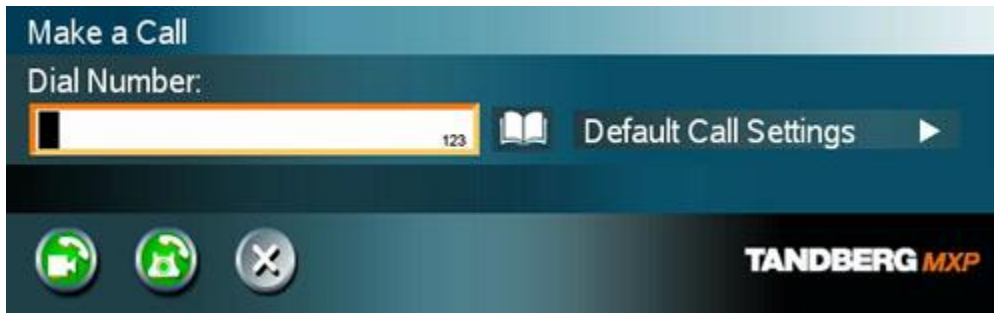 Make a Call
Dial Number:
123
Default Call Settings
TANDBERG MXP